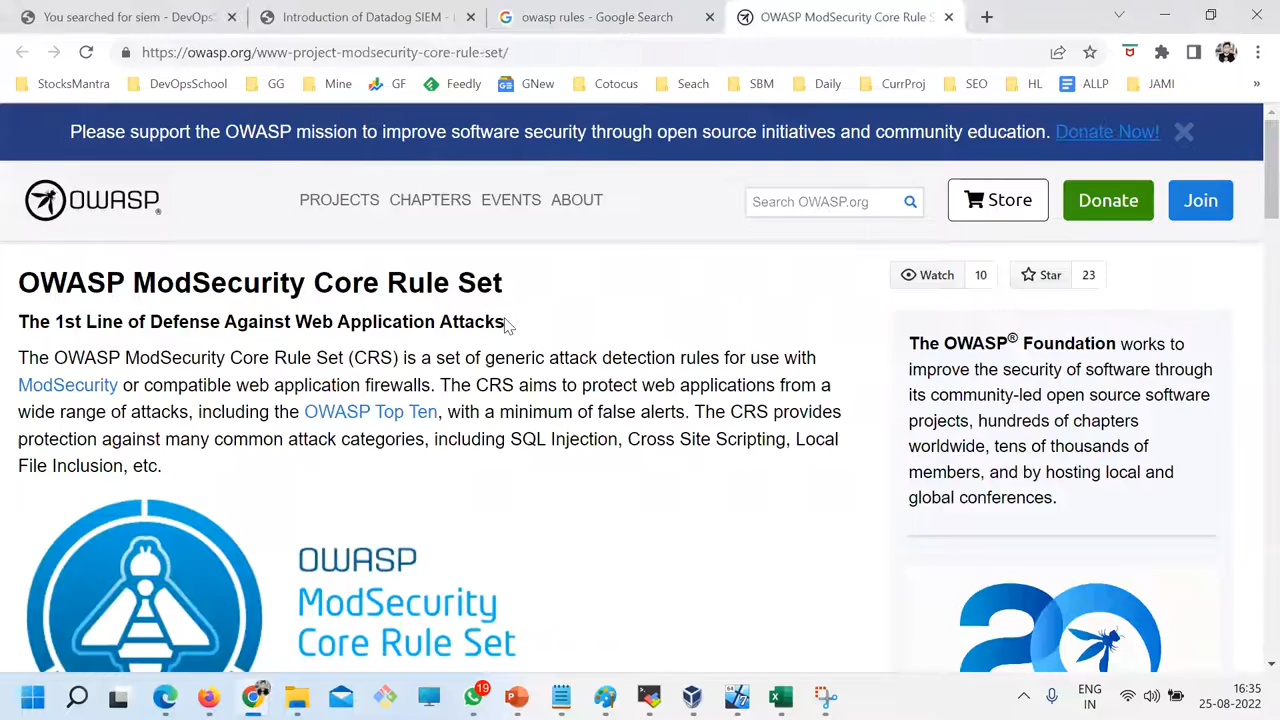 You searched for siem - DevOps
Introduction of Datadog SIEM -
owasp rules - Google Search
OWASP ModSecurity Core Rule S
https://owasp.org/www-project-modsecurity-core-rule-set/
StocksMantra
DevOpsSchool
GG
Mine
GF
Feedly
GNew
Cotocus
Seach
SBM
Daily
CurrProj
SEO
HL
ALLP
JAMI
»
Please support the OWASP mission to improve software security through open source initiatives and community education. Donate Now!
OWASP
PROJECTS CHAPTERS EVENTS ABOUT
Search OWASP.org
Store
Donate
Join
OWASP ModSecurity Core Rule Set
The 1st Line of Defense Against Web Application Attacks
The OWASP ModSecurity Core Rule Set (CRS) is a set of generic attack detection rules for use with
ModSecurity or compatible web application firewalls. The CRS aims to protect web applications from a
wide range of attacks, including the OWASP Top Ten, with a minimum of false alerts. The CRS provides
protection against many common attack categories, including SQL Injection, Cross Site Scripting, Local
File Inclusion, etc.
OWASP
ModSecurity
Core Rule Set
Watch 10
Star 23
The OWASP® Foundation works to
improve the security of software through
its community-led open source software
projects, hundreds of chapters
worldwide, tens of thousands of
members, and by hosting local and
global conferences.
20
19
ENG
IN
16:35
25-08-2022